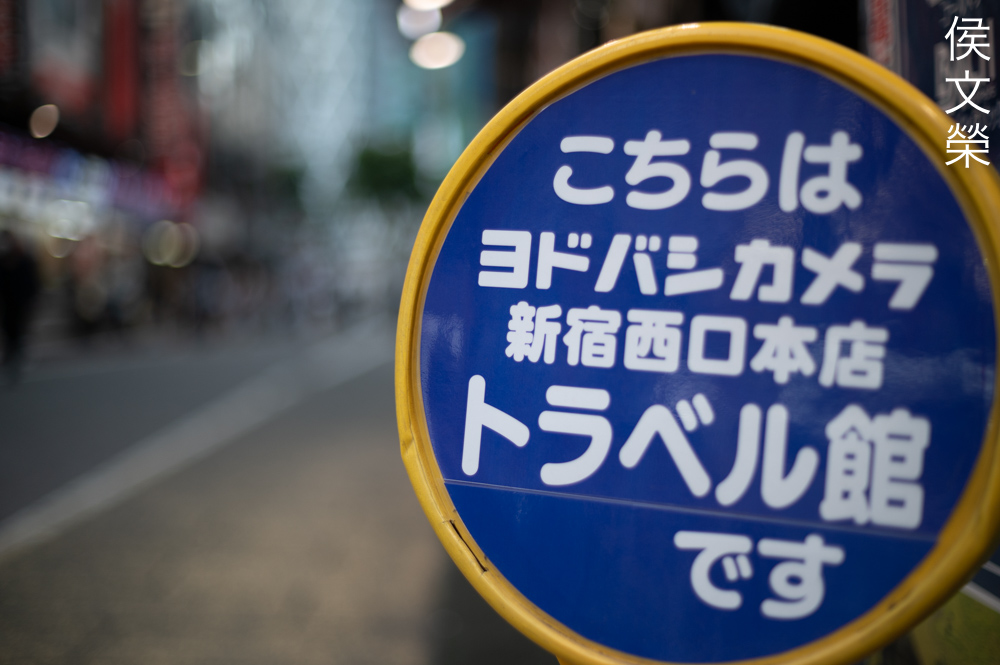 こちらは
ヨドバシカメラ
新宿西口本店
トラベル館
です
侯文榮